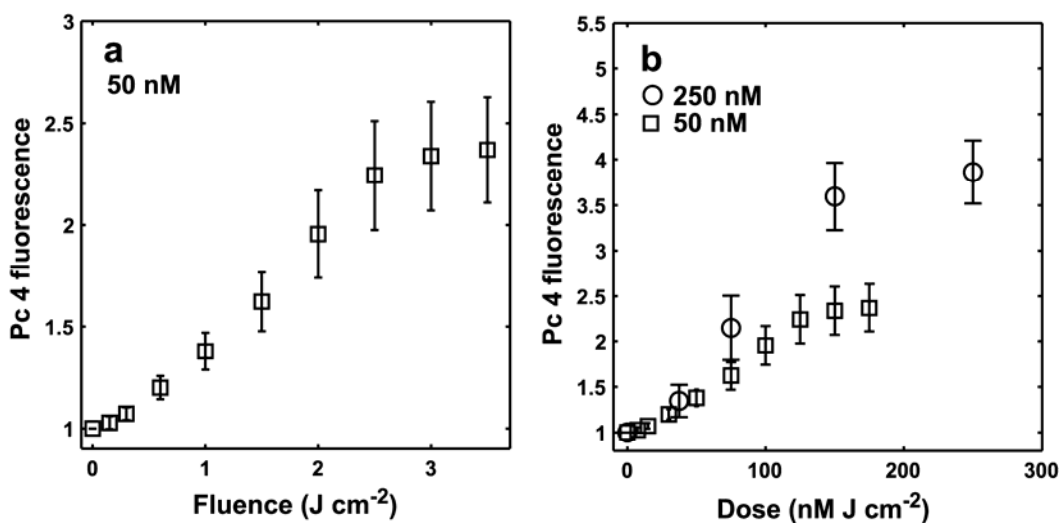 a
50 nM
3
2.5
2
1.5
1
Pc 4 fluorescence
0 1 2 3
Fluence (J cm-2)
b
250 nM
50 nM
5.5
5
4.5
4
3.5
3
2.5
2
1.5
1
Pc 4 fluorescence
0 100 200 300
Dose (nM J cm-2)